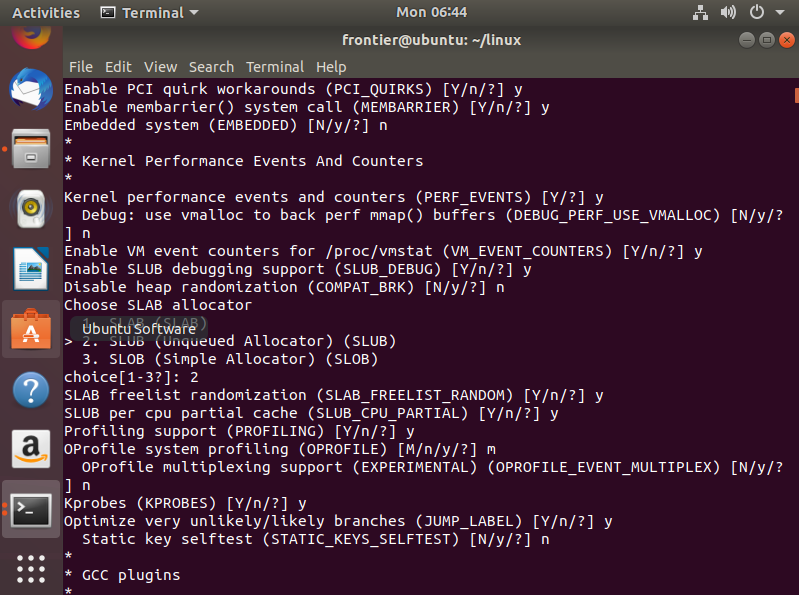 Activities Terminal Mon 06:44
frontier@ubuntu: ~/linux
File Edit View Search Terminal Help
Enable PCI quirk workarounds (PCI_QUIRKS) [Y/n/?] y
Enable membarrier() system call (MEMBARRIER) [Y/n/?] y
Embedded system (EMBEDDED) [N/y/?] n
*
* Kernel Performance Events And Counters
*
Kernel performance events and counters (PERF_EVENTS) [Y/?] y
  Debug: use vmalloc to back perf mmap() buffers (DEBUG_PERF_USE_VMALLOC) [N/y/?
] n
Enable VM event counters for /proc/vmstat (VM_EVENT_COUNTERS) [Y/n/?] y
Enable SLUB debugging support (SLUB_DEBUG) [Y/n/?] y
Disable heap randomization (COMPAT_BRK) [N/y/?] n
Choose SLAB allocator
  1. SLAB (SLAB)
Ubuntu Software
> 2. SLUB (Unqueued Allocator) (SLUB)
  3. SLOB (Simple Allocator) (SLOB)
choice[1-3?]: 2
SLAB freelist randomization (SLAB_FREELIST_RANDOM) [Y/n/?] y
SLUB per cpu partial cache (SLUB_CPU_PARTIAL) [Y/n/?] y
Profiling support (PROFILING) [Y/n/?] y
OProfile system profiling (OPROFILE) [M/n/y/?] m
  OProfile multiplexing support (EXPERIMENTAL) (OPROFILE_EVENT_MULTIPLEX) [N/y/?
] n
Kprobes (KPROBES) [Y/n/?] y
Optimize very unlikely/likely branches (JUMP_LABEL) [Y/n/?] y
  Static key selftest (STATIC_KEYS_SELFTEST) [N/y/?] n
*
* GCC plugins
*